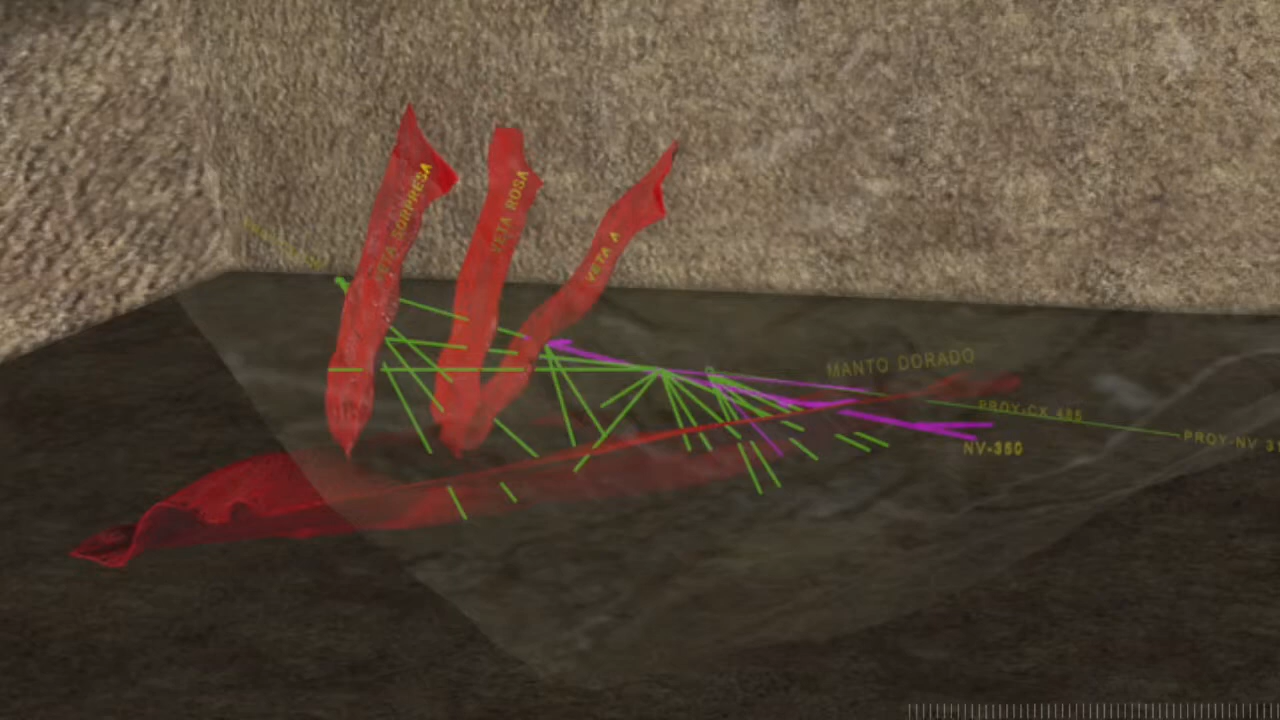 VETA SORPRESA
VETA ROSA
VETA A
MANTO DORADO
PROY-CX 485
NV-350
PROY-NV 31